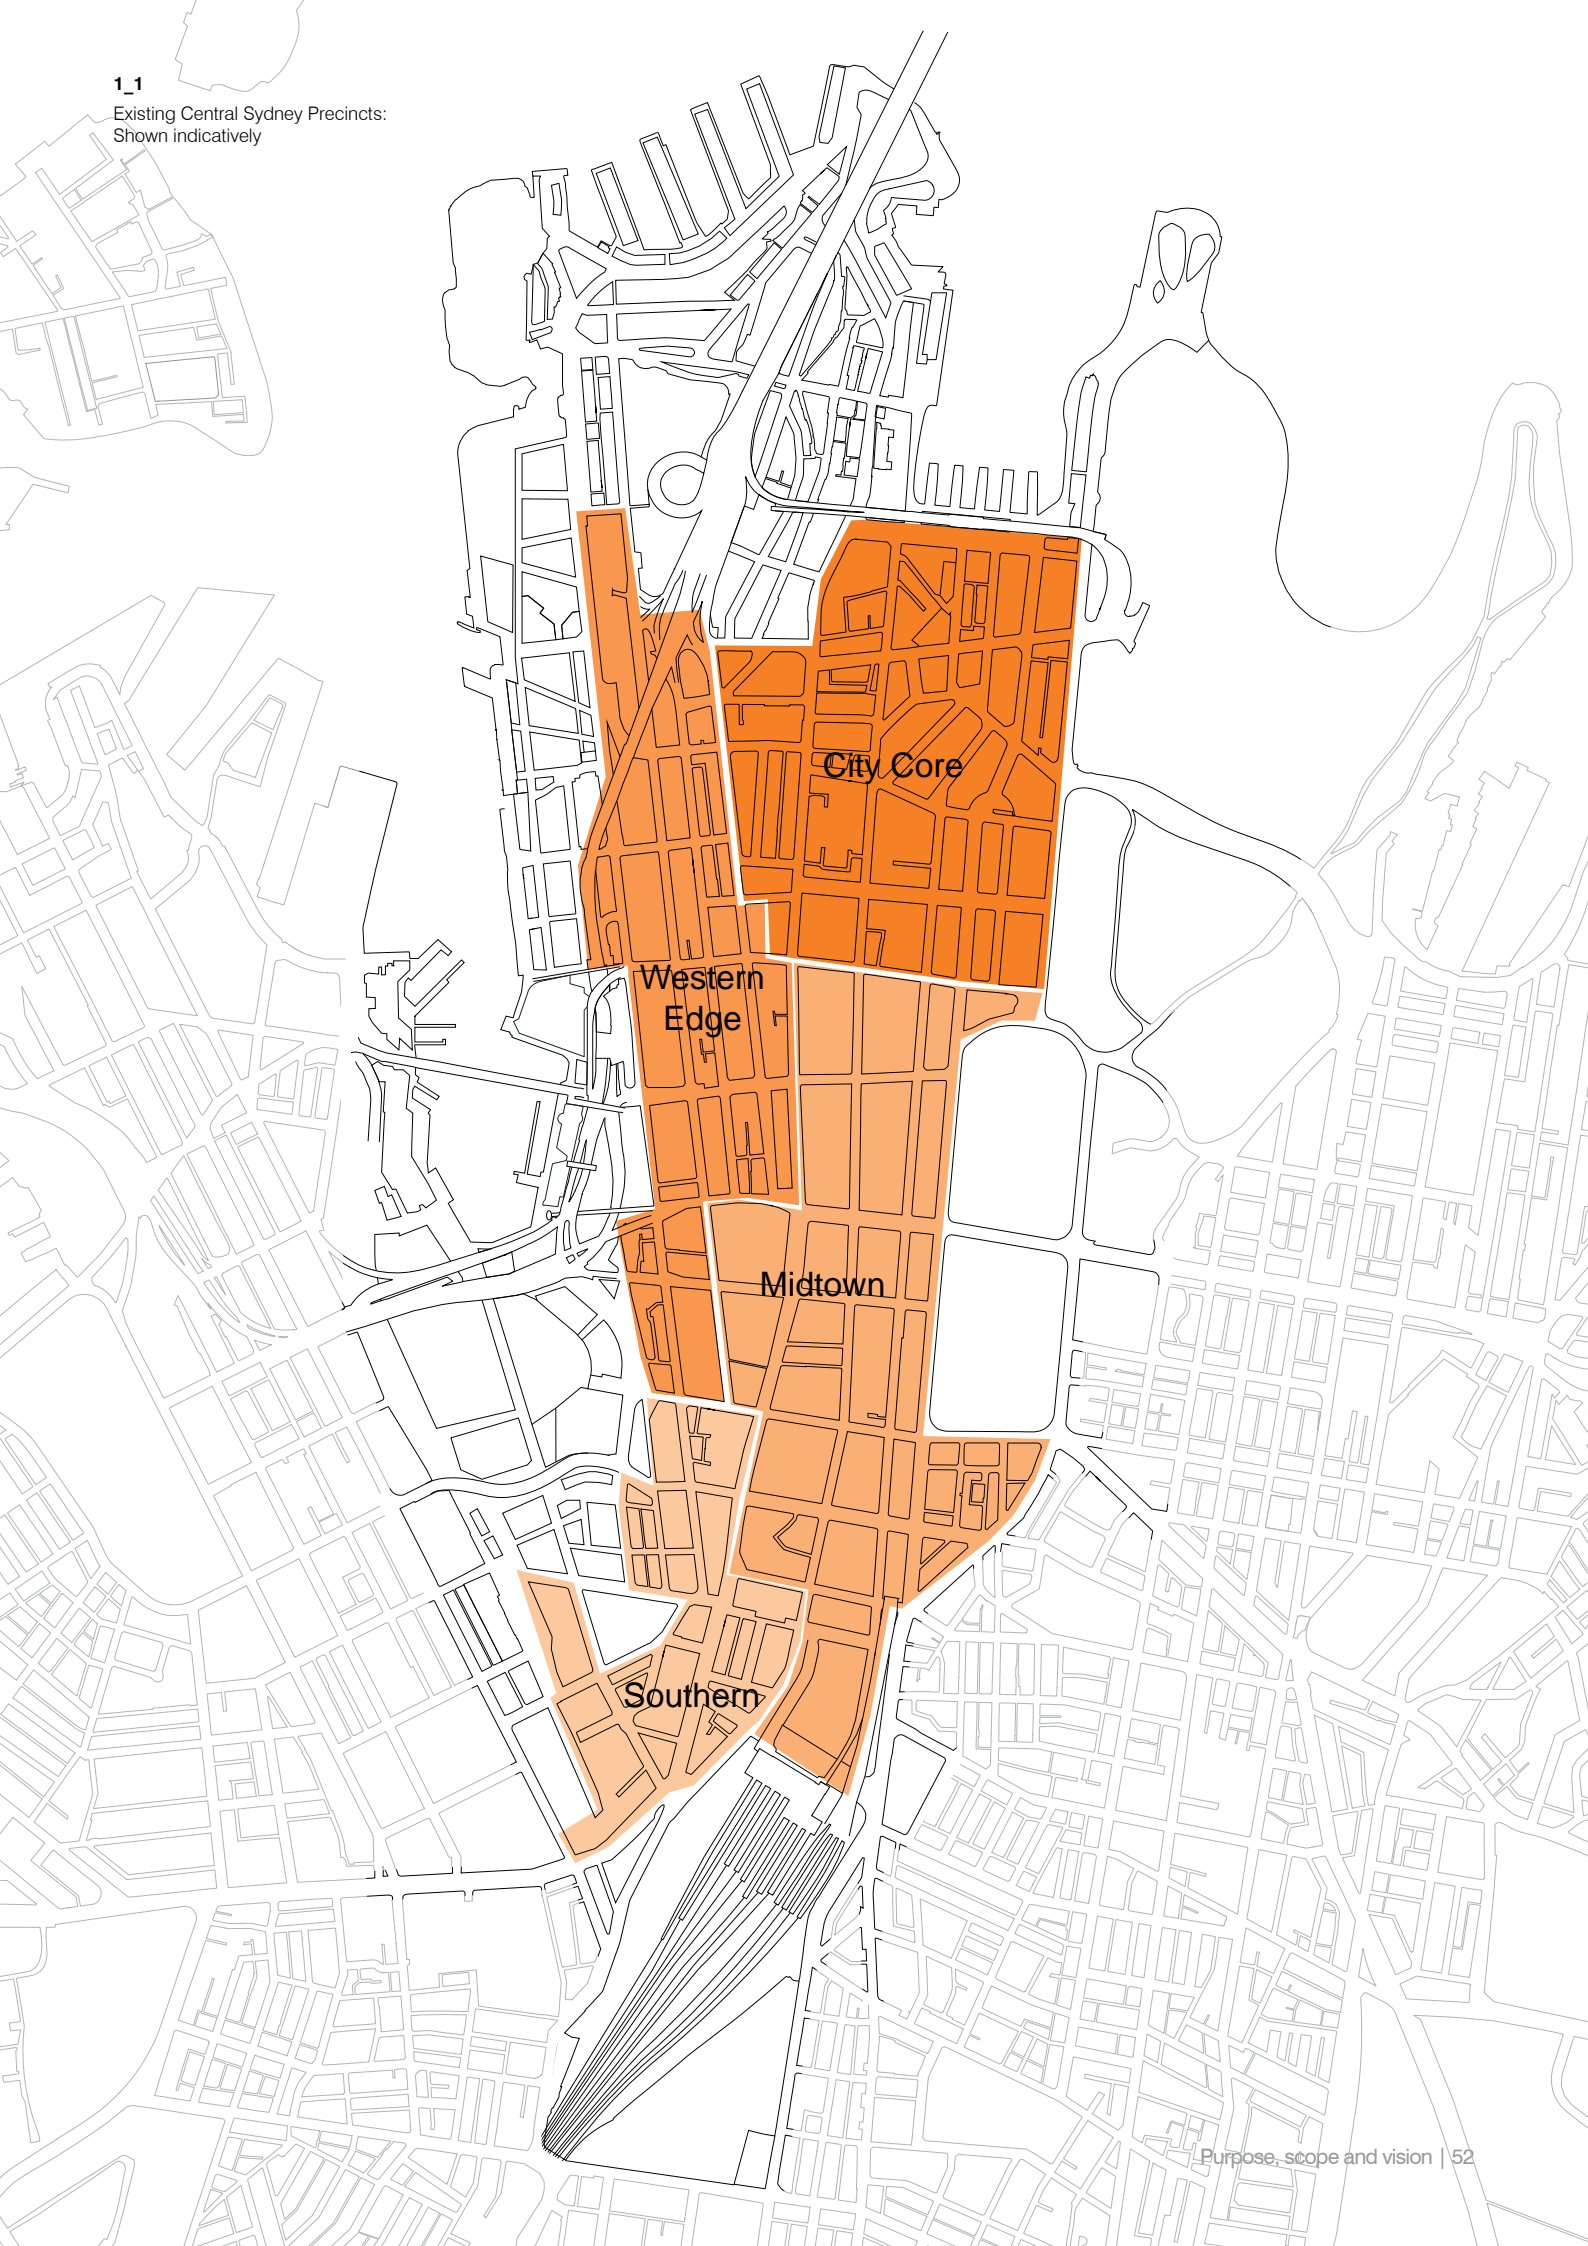 1_1
Existing Central Sydney Precincts:
Shown indicatively
City Core
Western
Edge
Midtown
Southern
Purpose, scope and vision | 52